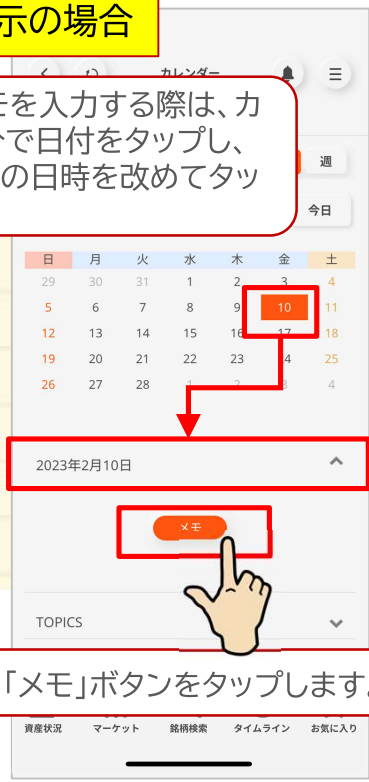 示の場合
カレンダー
モを入力する際は、カ
で日付をタップし、
の日時を改めてタッ
週
今日
日 月 火 水 木 金 土
29 30 31 1 2 3 4
5 6 7 8 9 10 11
12 13 14 15 16 17 18
19 20 21 22 23 24 25
26 27 28 1 2 3 4
2023年2月10日
メモ
TOPICS
「メモ」ボタンをタップします。
資産状況 マーケット 銘柄検索 タイムライン お気に入り